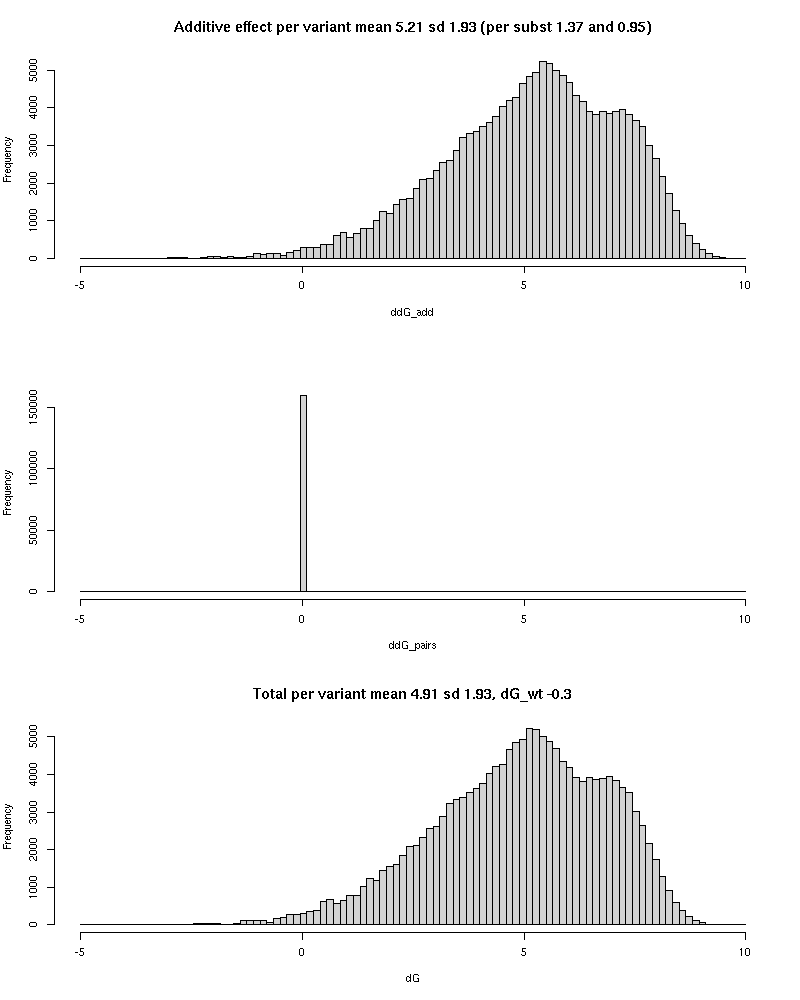 Additive effect per variant mean 5.21 sd 1.93 (per subst 1.37 and 0.95)
Frequency
5000
4000
3000
2000
1000
0
-5 0 5 10
ddG_add
Frequency
150000
100000
50000
0
-5 0 5 10
ddG_pairs
Total per variant mean 4.91 sd 1.93, dG_wt -0.3
Frequency
5000
4000
3000
2000
1000
0
-5 0 5 10
dG